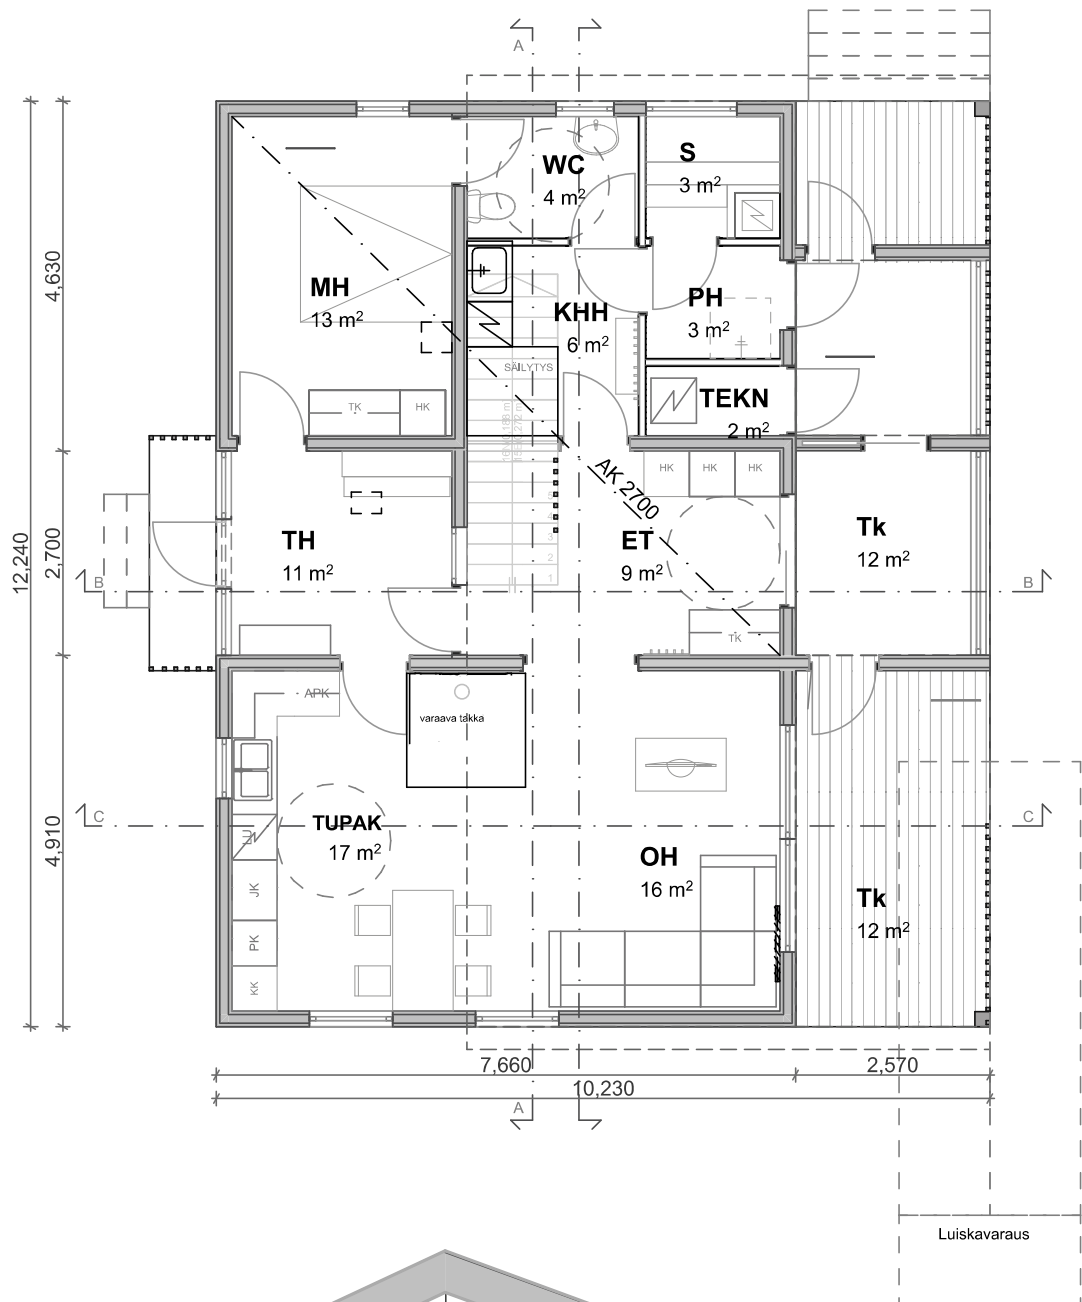 A
WC
4 m²
S
3 m²
MH
13 m²
KHH
6 m²
PH
3 m²
SÄILYTYS
TEKN
2 m²
TK
HK
4,630
HK
HK
HK
AK 2700
TH
11 m²
ET
9 m²
Tk
12 m²
3
2
1
12,240
2,700
B
B
TK
APK
varaava takka
TUPAK
17 m²
OH
16 m²
C
C
4,910
LU
JK
PK
KK
Tk
12 m²
7,660
2,570
10,230
A
Luiskavaraus